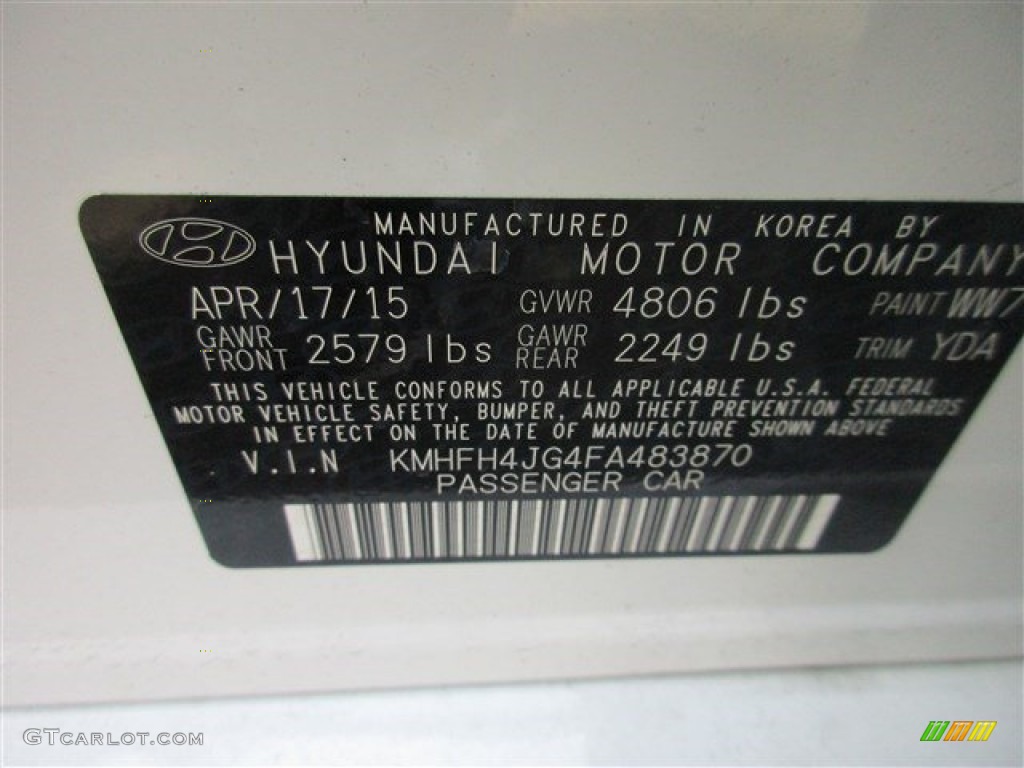 MANUFACTURED IN KOREA BY
HYUNDAI MOTOR COMPANY
APR/17/15 GVWR 4806 lbs PAINT WW7
GAWR FRONT 2579 lbs GAWR REAR 2249 lbs TRIM YDA
THIS VEHICLE CONFORMS TO ALL APPLICABLE U.S.A. FEDERAL
MOTOR VEHICLE SAFETY, BUMPER, AND THEFT PREVENTION STANDARDS
IN EFFECT ON THE DATE OF MANUFACTURE SHOWN ABOVE
V.I.N KMHFH4JG4FA483870
PASSENGER CAR
GTCARLOT.COM